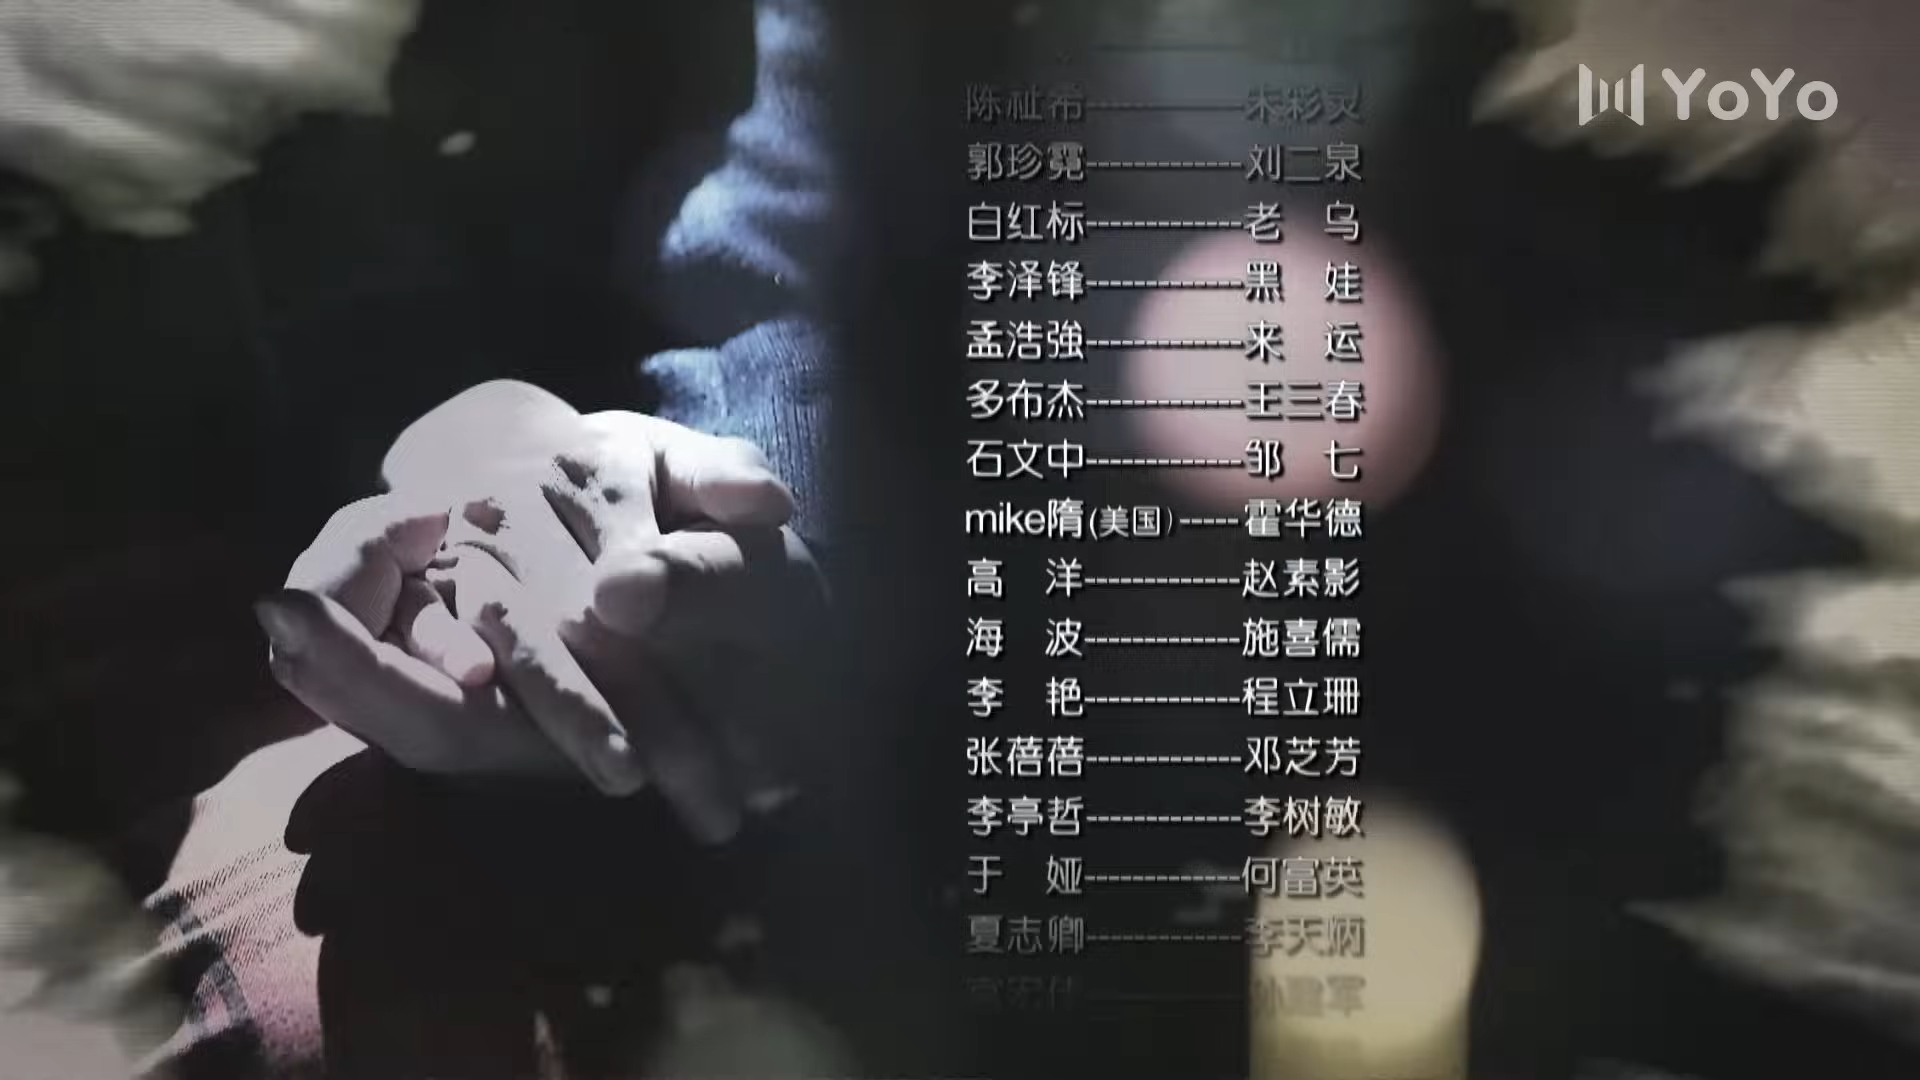 YoYo
陈祉希------------朱彩灵
郭珍霓------------刘二泉
白红标------------老 乌
李泽锋------------黑 娃
孟浩強------------来 运
多布杰------------王三春
石文中------------邹 七
mike隋(美国)-----霍华德
高 洋------------赵素影
海 波------------施喜儒
李 艳------------程立珊
张蓓蓓------------邓芝芳
李亭哲------------李树敏
于 娅------------何富英
夏志卿------------李天炳
孙建军